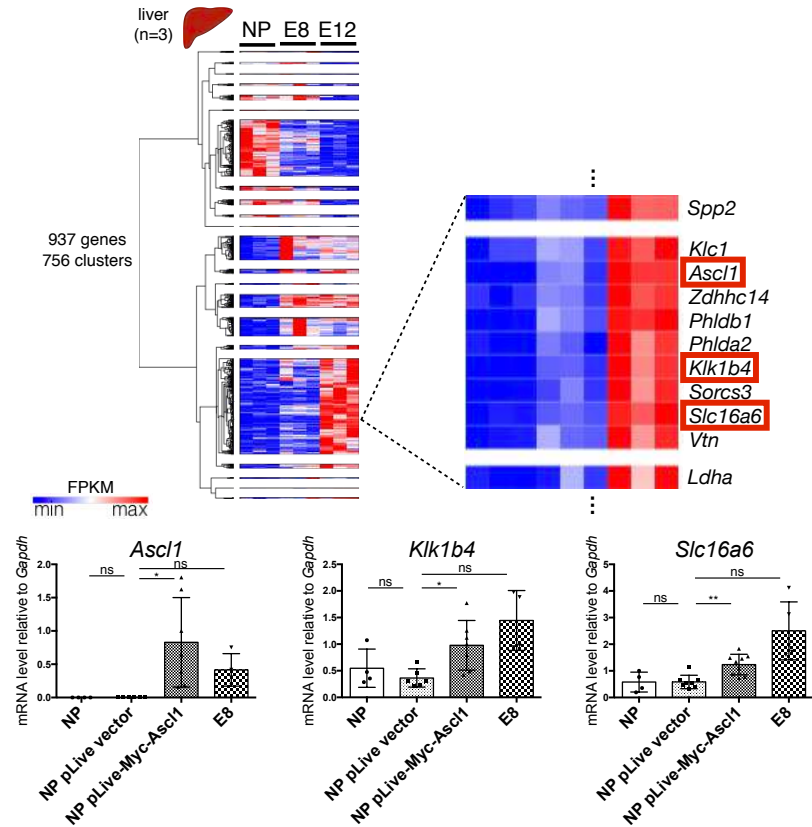 liver
(n=3)
NP E8 E12
937 genes
756 clusters
FPKM
min max
Spp2
Klc1
Ascl1
Zdhhc14
Phldb1
Phlda2
Klk1b4
Sorcs3
Slc16a6
Vtn
Ldha
Ascl1
mRNA level relative to Gapdh
2.0
1.5
1.0
0.5
0.0
ns
ns
*
NP
NP pLive vector
NP pLive-Myc-Ascl1
E8
Klk1b4
mRNA level relative to Gapdh
2.5
2.0
1.5
1.0
0.5
0.0
ns
ns
*
NP
NP pLive vector
NP pLive-Myc-Ascl1
E8
Slc16a6
mRNA level relative to Gapdh
5
4
3
2
1
0
ns
ns
**
NP
NP pLive vector
NP pLive-Myc-Ascl1
E8